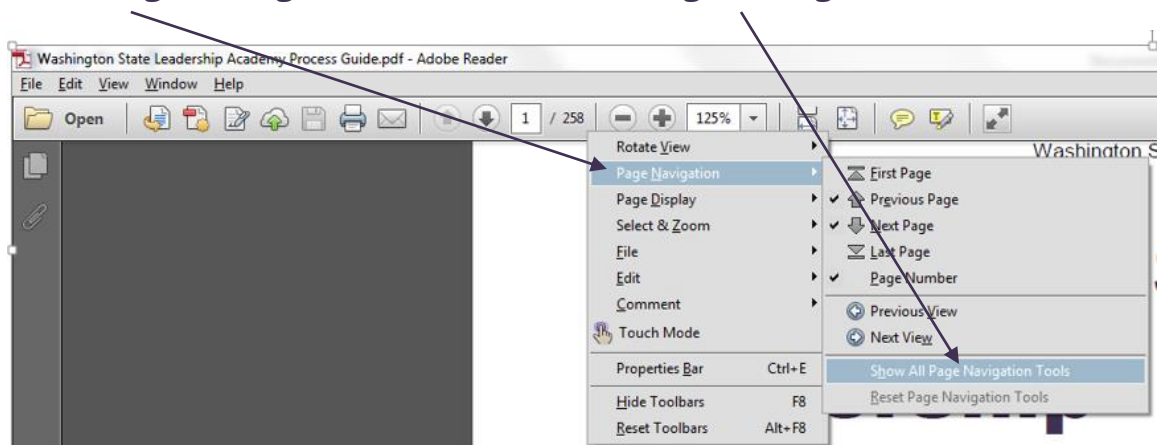 Washington State Leadership Academy Process Guide.pdf - Adobe Reader
File Edit View Window Help
Open 1 / 258 125%
Washington S
Rotate View
Page Navigation
Page Display
Select & Zoom
File
Edit
Comment
Touch Mode
Properties Bar Ctrl+E
Hide Toolbars F8
Reset Toolbars Alt+F8
First Page
Previous Page
Next Page
Last Page
Page Number
Previous View
Next View
Show All Page Navigation Tools
Reset Page Navigation Tools